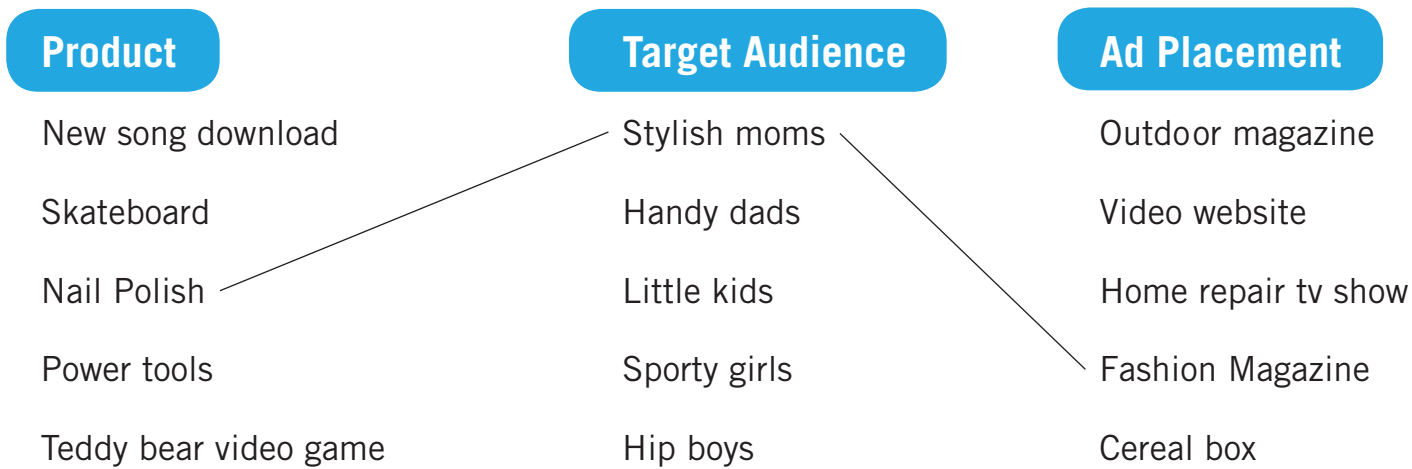 Product Target Audience Ad Placement
New song download Stylish moms Outdoor magazine
Skateboard Handy dads Video website
Nail Polish Little kids Home repair tv show
Power tools Sporty girls Fashion Magazine
Teddy bear video game Hip boys Cereal box